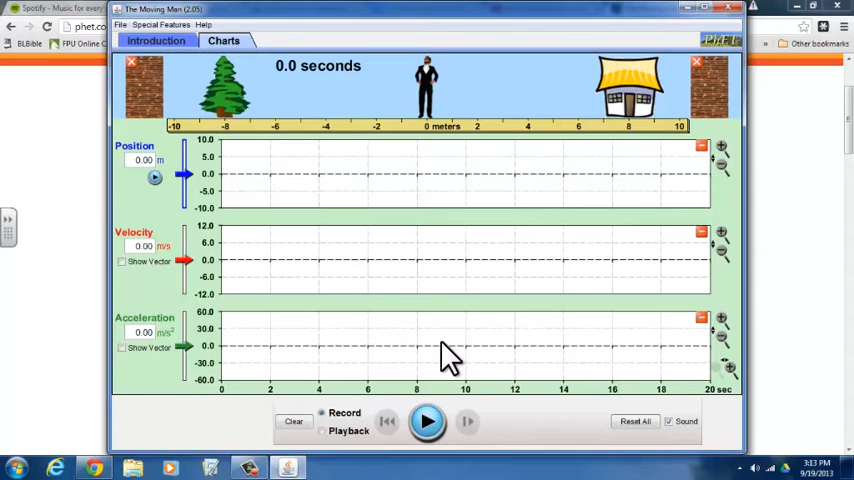 Spotify - Music for every
The Moving Man (2.05)
phet.co
BLBible
FPU Online C
Other bookmarks
File Special Features Help
Introduction Charts
PhET
0.0 seconds
-10 -8 -6 -4 -2 0 meters 2 4 6 8 10
Position
0.00 m
10.0
5.0
0.0
-5.0
-10.0
Velocity
0.00 m/s
Show Vector
12.0
6.0
0.0
-6.0
-12.0
Acceleration
0.00 m/s²
Show Vector
60.0
30.0
0.0
-30.0
-60.0
0 2 4 6 8 10 12 14 16 18 20 sec
Clear
Record
Playback
Reset All
Sound
3:13 PM
9/19/2013